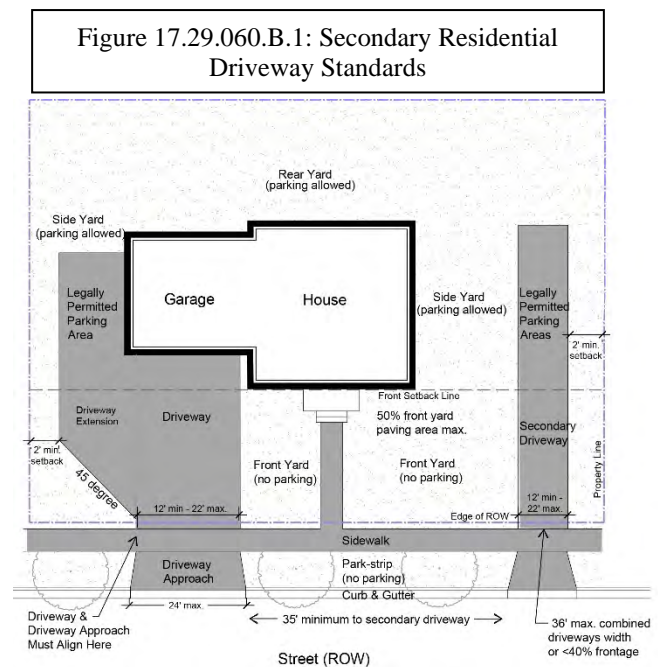 Figure 17.29.060.B.1: Secondary Residential
Driveway Standards
Rear Yard
(parking allowed)
Side Yard
(parking allowed)
Legally
Permitted
Parking
Area
Garage
House
Side Yard
(parking allowed)
Legally
Permitted
Parking
Areas
2' min.
setback
Front Setback Line
Driveway
Extension
Driveway
50% front yard
paving area max.
Secondary
Driveway
Property Line
2' min.
setback
45 degree
Front Yard
(no parking)
Front Yard
(no parking)
12' min - 22' max.
Edge of ROW
12' min -
22' max.
Sidewalk
Driveway
Approach
Park-strip
(no parking)
Curb & Gutter
24' max.
35' minimum to secondary driveway
Driveway &
Driveway Approach
Must Align Here
36' max. combined
driveways width
or <40% frontage
Street (ROW)